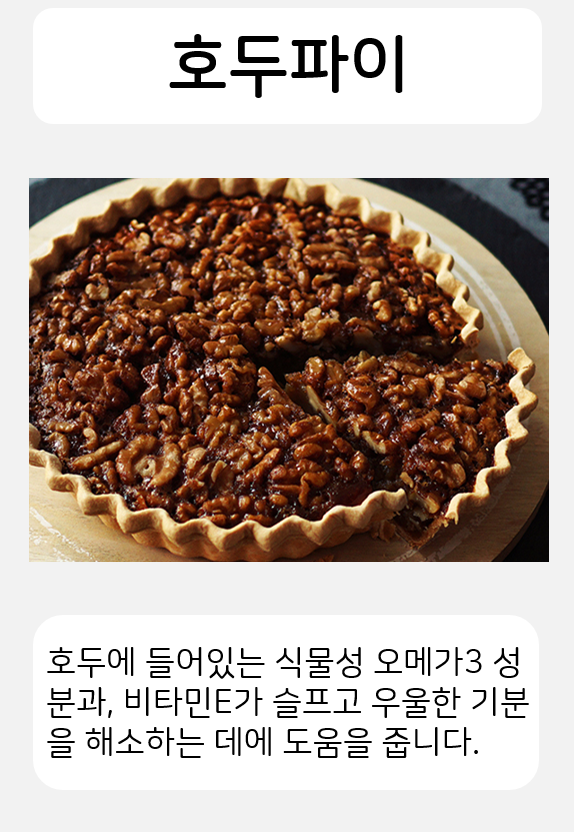 호두파이
호두에 들어있는 식물성 오메가3 성
분과, 비타민E가 슬프고 우울한 기분
을 해소하는 데에 도움을 줍니다.